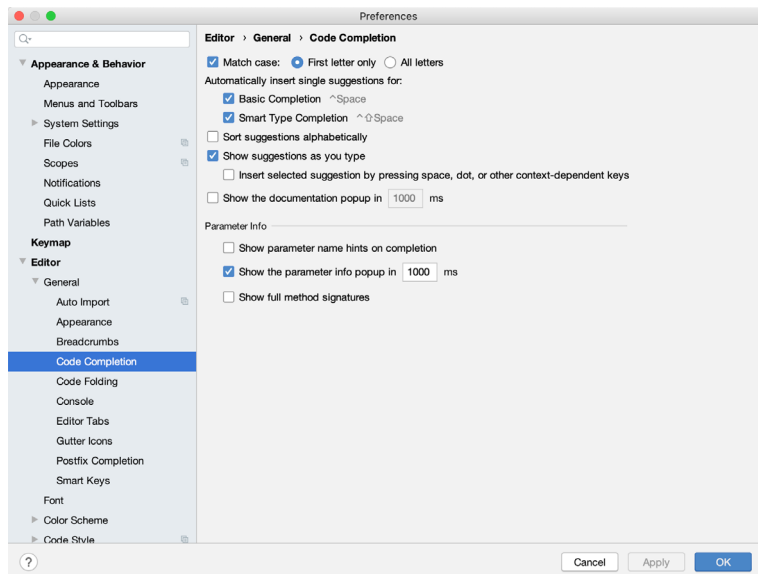 Preferences
Appearance & Behavior
Appearance
Menus and Toolbars
System Settings
File Colors
Scopes
Notifications
Quick Lists
Path Variables
Keymap
Editor
General
Auto Import
Appearance
Breadcrumbs
Code Completion
Code Folding
Console
Editor Tabs
Gutter Icons
Postfix Completion
Smart Keys
Font
Color Scheme
Code Style
Editor › General › Code Completion
Match case: First letter only All letters
Automatically insert single suggestions for:
Basic Completion ^Space
Smart Type Completion ^⇧Space
Sort suggestions alphabetically
Show suggestions as you type
Insert selected suggestion by pressing space, dot, or other context-dependent keys
Show the documentation popup in 1000 ms
Parameter Info
Show parameter name hints on completion
Show the parameter info popup in 1000 ms
Show full method signatures
? Cancel Apply OK